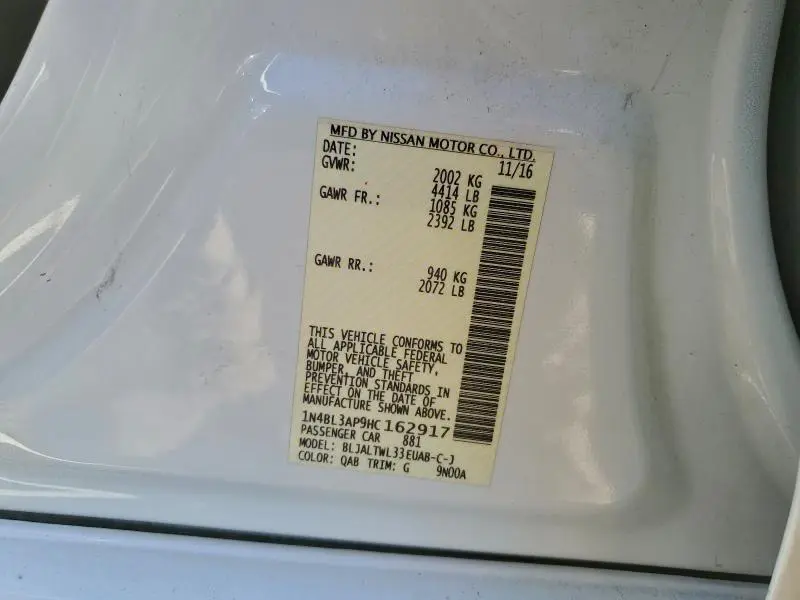 MFD BY NISSAN MOTOR CO., LTD.
DATE: 11/16
GVWR: 2002 KG
4414 LB
GAWR FR.: 1085 KG
2392 LB
GAWR RR.: 940 KG
2072 LB
THIS VEHICLE CONFORMS TO
ALL APPLICABLE FEDERAL
MOTOR VEHICLE SAFETY,
BUMPER, AND THEFT
PREVENTION STANDARDS IN
EFFECT ON THE DATE OF
MANUFACTURE SHOWN ABOVE.
1N4BL3AP9HC162917
PASSENGER CAR 881
MODEL: BLJALTWL33EUAB-C-J
COLOR: QAB TRIM: G 9N00A